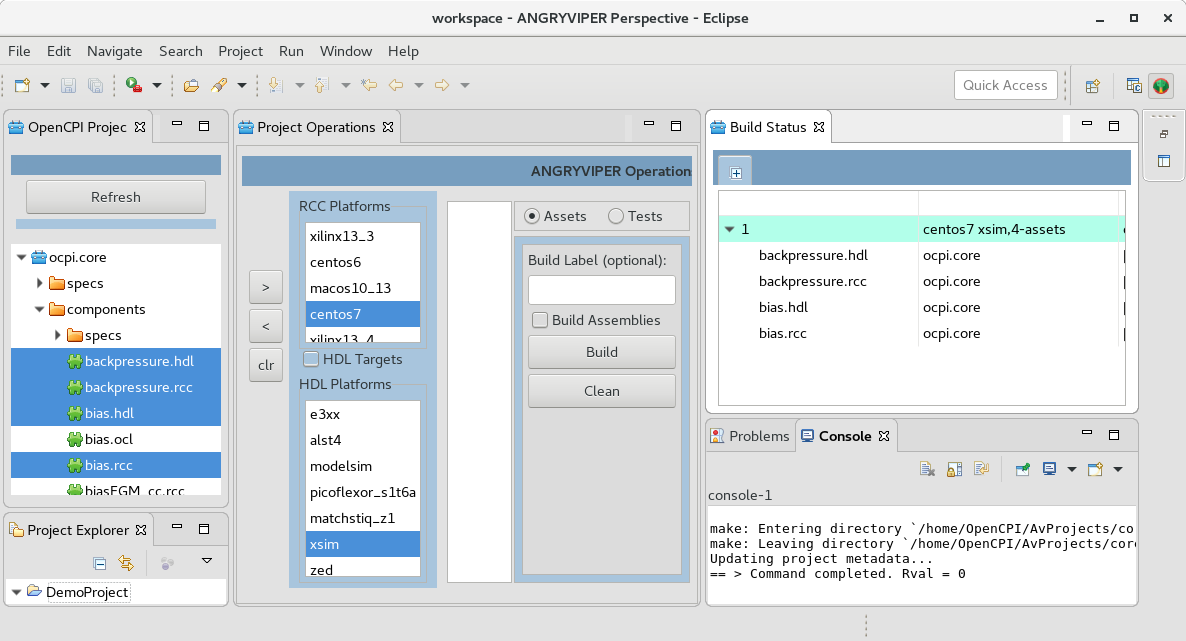 workspace - ANGRYVIPER Perspective - Eclipse
File Edit Navigate Search Project Run Window Help
Quick Access
OpenCPI Projec
Refresh
ocpi.core
specs
components
specs
backpressure.hdl
backpressure.rcc
bias.hdl
bias.ocl
bias.rcc
biasFGM_cc.rcc
Project Explorer
DemoProject
Project Operations
ANGRYVIPER Operation
RCC Platforms
xilinx13_3
centos6
macos10_13
centos7
xilinx13_4
>
<
clr
HDL Targets
HDL Platforms
e3xx
alst4
modelsim
picoflexor_s1t6a
matchstiq_z1
xsim
zed
Assets Tests
Build Label (optional):
Build Assemblies
Build
Clean
Build Status
1 centos7 xsim,4-assets
backpressure.hdl ocpi.core
backpressure.rcc ocpi.core
bias.hdl ocpi.core
bias.rcc ocpi.core
Problems Console
console-1
make: Entering directory `/home/OpenCPI/AvProjects/co
make: Leaving directory `/home/OpenCPI/AvProjects/core
Updating project metadata...
== > Command completed. Rval = 0